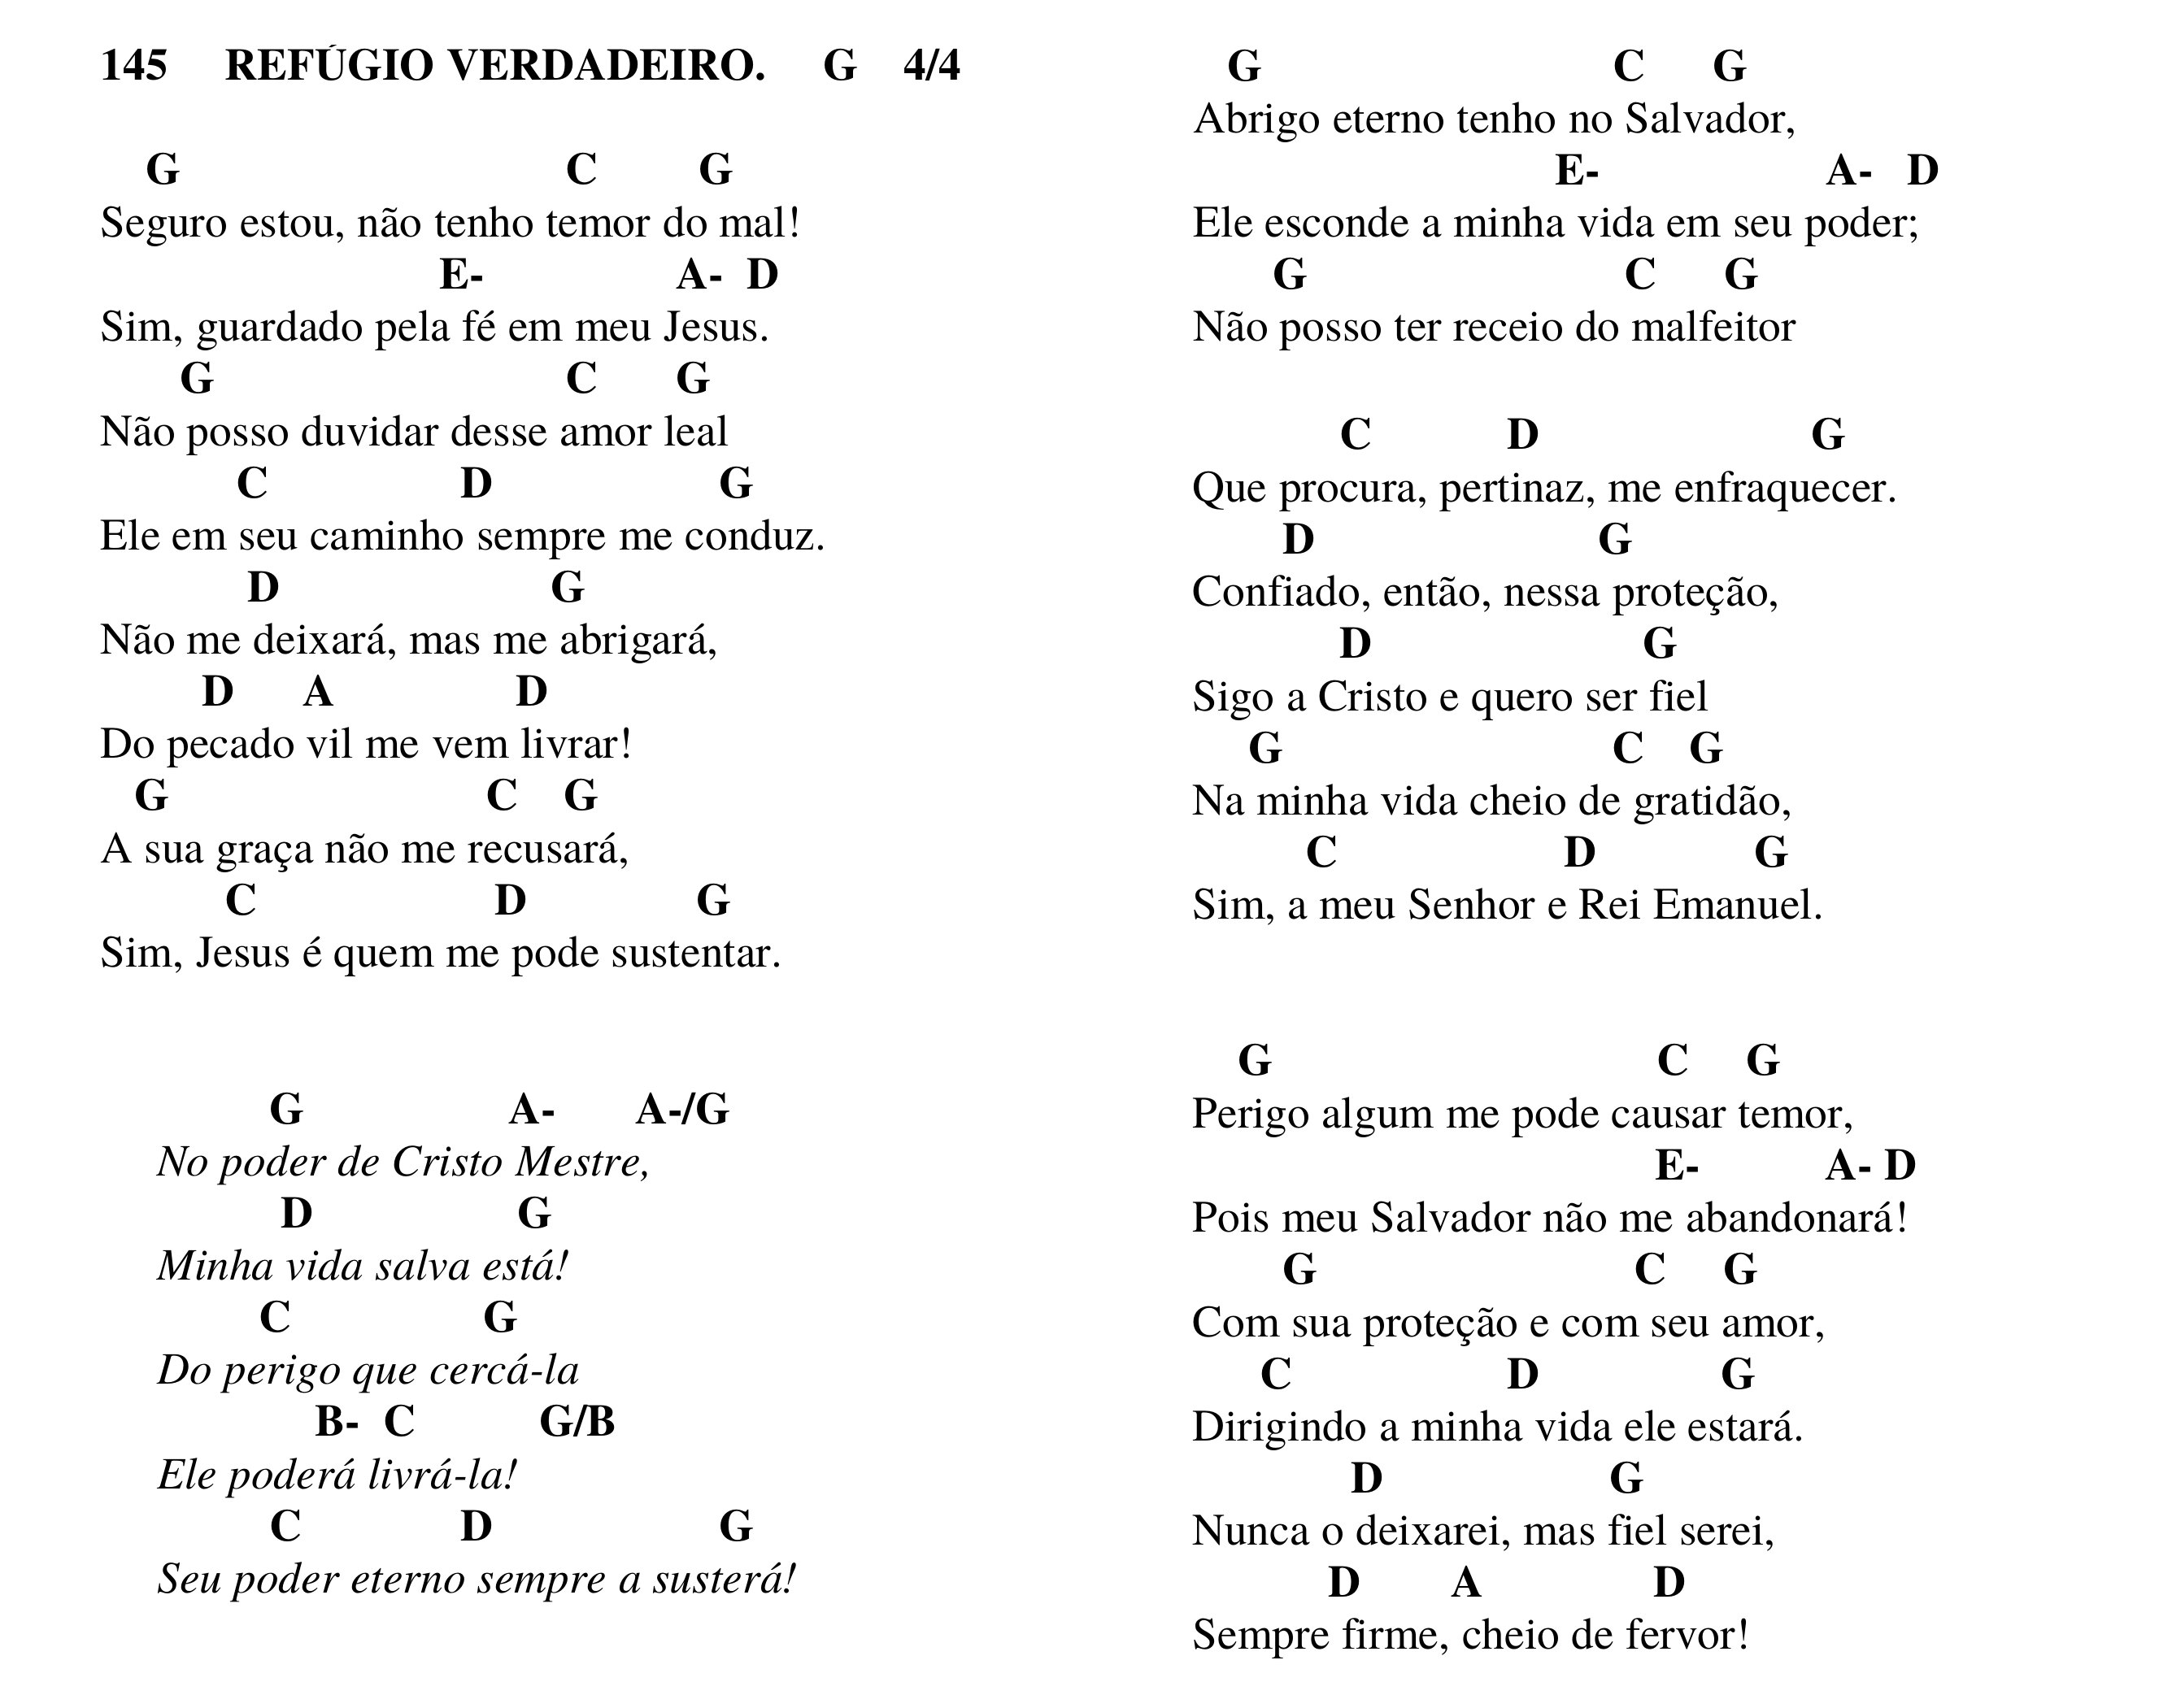 145 REFÚGIO VERDADEIRO. G 4/4
G C G
Seguro estou, não tenho temor do mal!
E- A- D
Sim, guardado pela fé em meu Jesus.
G C G
Não posso duvidar desse amor leal
C D G
Ele em seu caminho sempre me conduz.
D G
Não me deixará, mas me abrigará,
D A D
Do pecado vil me vem livrar!
G C G
A sua graça não me recusará,
C D G
Sim, Jesus é quem me pode sustentar.
G A- A-/G
No poder de Cristo Mestre,
D G
Minha vida salva está!
C G
Do perigo que cercá-la
B- C G/B
Ele poderá livrá-la!
C D G
Seu poder eterno sempre a susterá!
G C G
Abrigo eterno tenho no Salvador,
E- A- D
Ele esconde a minha vida em seu poder;
G C G
Não posso ter receio do malfeitor
C D G
Que procura, pertinaz, me enfraquecer.
D G
Confiado, então, nessa proteção,
D G
Sigo a Cristo e quero ser fiel
G C G
Na minha vida cheio de gratidão,
C D G
Sim, a meu Senhor e Rei Emanuel.
G C G
Perigo algum me pode causar temor,
E- A- D
Pois meu Salvador não me abandonará!
G C G
Com sua proteção e com seu amor,
C D G
Dirigindo a minha vida ele estará.
D G
Nunca o deixarei, mas fiel serei,
D A D
Sempre firme, cheio de fervor!